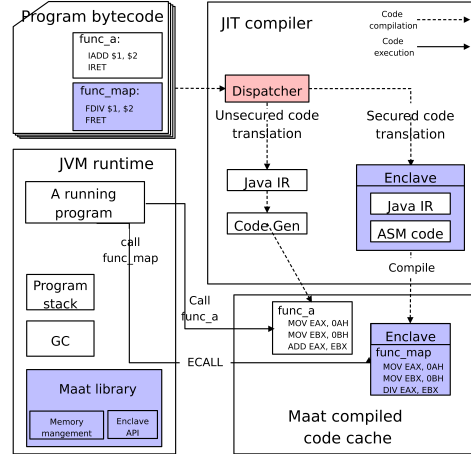 Program bytecode
func_a:
IADD $1, $2
IRET
func_map:
FDIV $1, $2
FRET
JIT compiler
Code
compilation
Code
execution
Dispatcher
Unsecured code
translation
Secured code
translation
Java IR
Code Gen
Enclave
Java IR
ASM code
Compile
JVM runtime
A running
program
call
func_map
Program
stack
GC
Call
func_a
ECALL
Maat library
Memory
mangement
Enclave
API
func_a
MOV EAX, 0AH
MOV EBX, 0BH
ADD EAX, EBX
Enclave
func_map
MOV EAX, 0AH
MOV EBX, 0BH
DIV EAX, EBX
Maat compiled
code cache